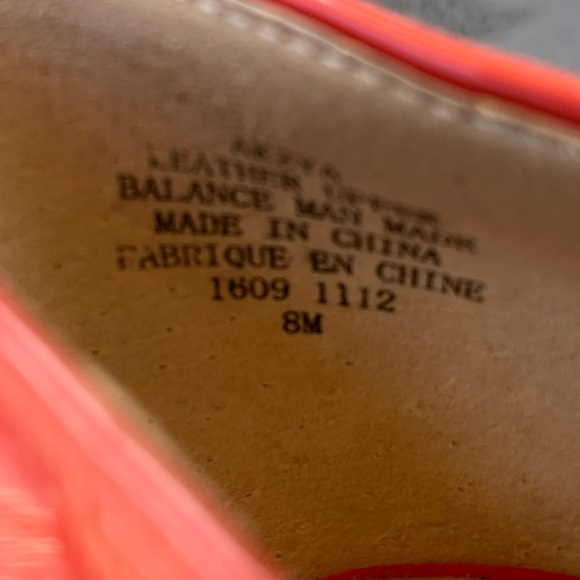 LEATHER UPPER
BALANCE MAN MADE
MADE IN CHINA
FABRIQUE EN CHINE
1609 1112
8M